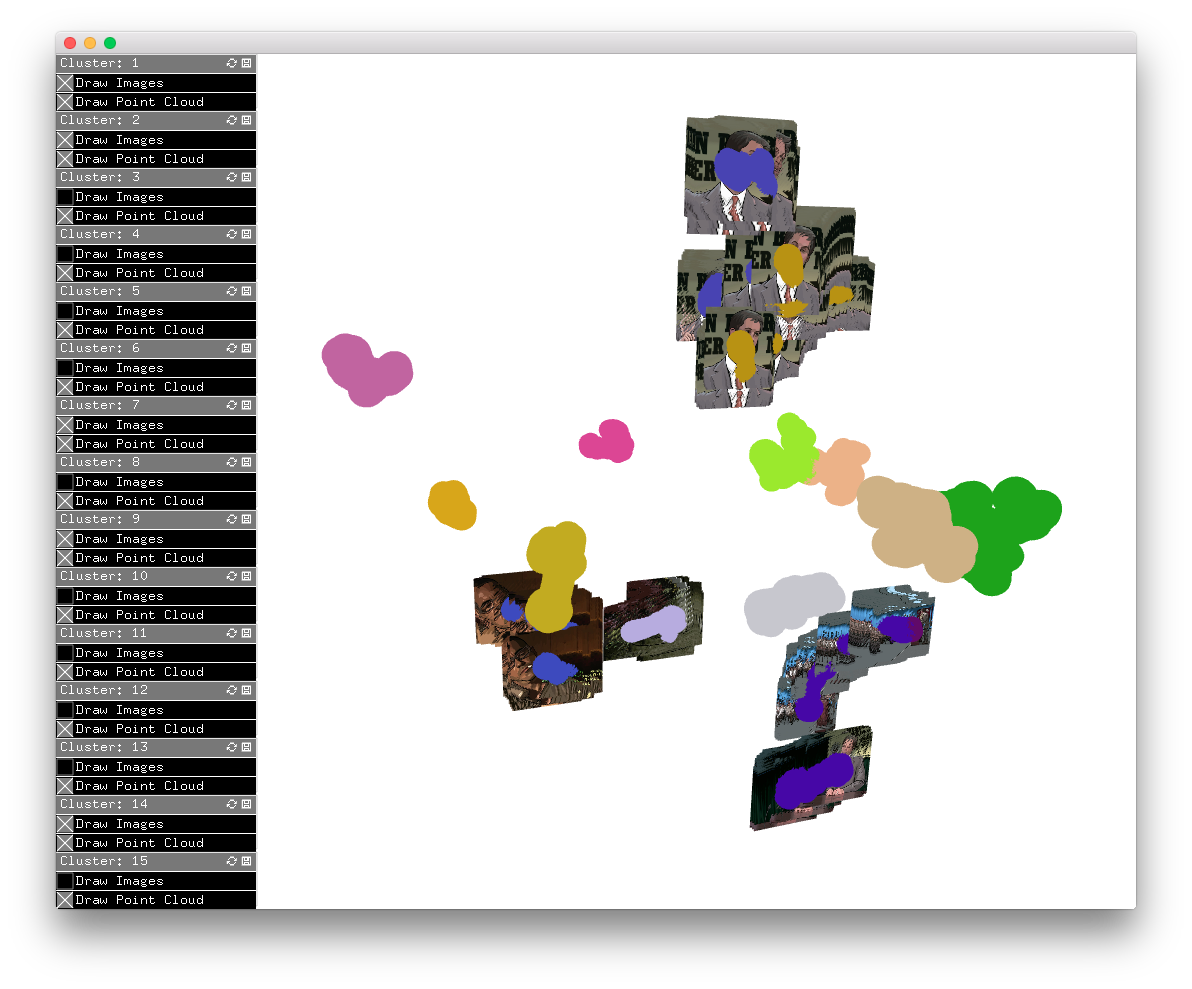 Cluster: 1
Draw Images
Draw Point Cloud
Cluster: 2
Draw Images
Draw Point Cloud
Cluster: 3
Draw Images
Draw Point Cloud
Cluster: 4
Draw Images
Draw Point Cloud
Cluster: 5
Draw Images
Draw Point Cloud
Cluster: 6
Draw Images
Draw Point Cloud
Cluster: 7
Draw Images
Draw Point Cloud
Cluster: 8
Draw Images
Draw Point Cloud
Cluster: 9
Draw Images
Draw Point Cloud
Cluster: 10
Draw Images
Draw Point Cloud
Cluster: 11
Draw Images
Draw Point Cloud
Cluster: 12
Draw Images
Draw Point Cloud
Cluster: 13
Draw Images
Draw Point Cloud
Cluster: 14
Draw Images
Draw Point Cloud
Cluster: 15
Draw Images
Draw Point Cloud